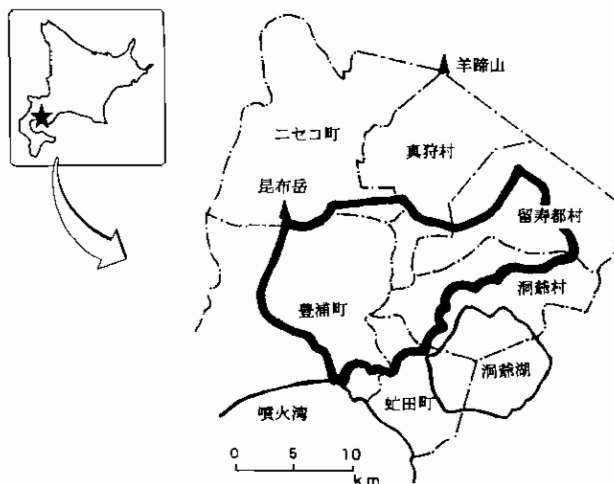 羊蹄山
ニセコ町
真狩村
昆布岳
留寿都村
洞爺村
豊浦町
洞爺湖
虻田町
噴火湾
0 5 10
km